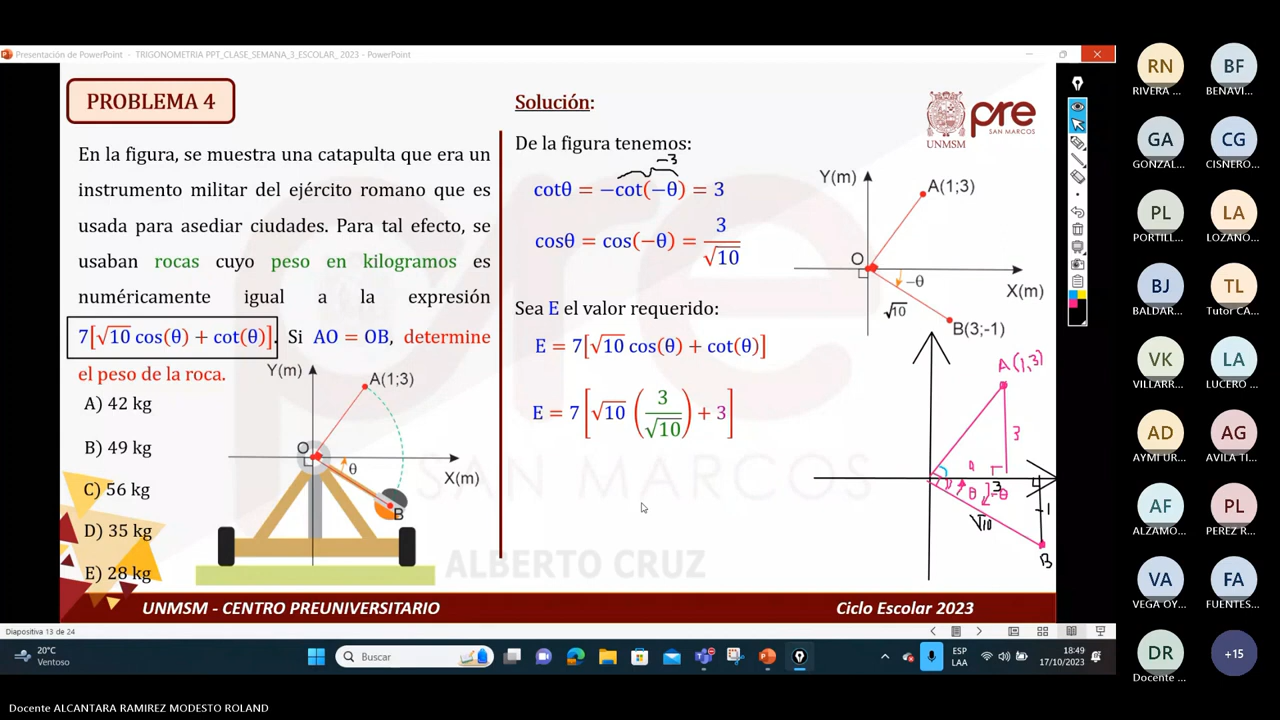 Presentación de PowerPoint - TRIGONOMETRIA PPT_CLASE_SEMANA_3_ESCOLAR_ 2023 - PowerPoint
PROBLEMA 4
En la figura, se muestra una catapulta que era un
instrumento militar del ejército romano que es
usada para asediar ciudades. Para tal efecto, se
usaban rocas cuyo peso en kilogramos es
numéricamente igual a la expresión
7[√10 cos(θ) + cot(θ)]. Si AO = OB, determine
el peso de la roca.
A) 42 kg
B) 49 kg
C) 56 kg
D) 35 kg
E) 28 kg
Y(m)
A(1;3)
O
θ
X(m)
B
Solución:
De la figura tenemos:
-3
cotθ = −cot(−θ) = 3
cosθ = cos(−θ) = 3/√10
Sea E el valor requerido:
E = 7[√10 cos(θ) + cot(θ)]
E = 7[√10 (3/√10) + 3]
UNMSM
pre
SAN MARCOS
Y(m)
A(1;3)
O
−θ
X(m)
√10
B(3;-1)
A(1,3)
3
3
θ
-θ
-1
√10
B
pre
SAN MARCOS
ALBERTO CRUZ
UNMSM - CENTRO PREUNIVERSITARIO
Ciclo Escolar 2023
Diapositiva 13 de 24
20°C
Ventoso
Buscar
ESP
LAA
18:49
17/10/2023
RN
RIVERA ...
BF
BENAVI...
GA
GONZAL...
CG
CISNERO...
PL
PORTILL...
LA
LOZANO...
BJ
BALDAR...
TL
Tutor CA...
VK
VILLARR...
LA
LUCERO ...
AD
AYMI UR...
AG
AVILA TI...
AF
ALZAMO...
PL
PEREZ R...
VA
VEGA OY...
FA
FUENTES...
DR
Docente ...
+15
Docente ALCANTARA RAMIREZ MODESTO ROLAND